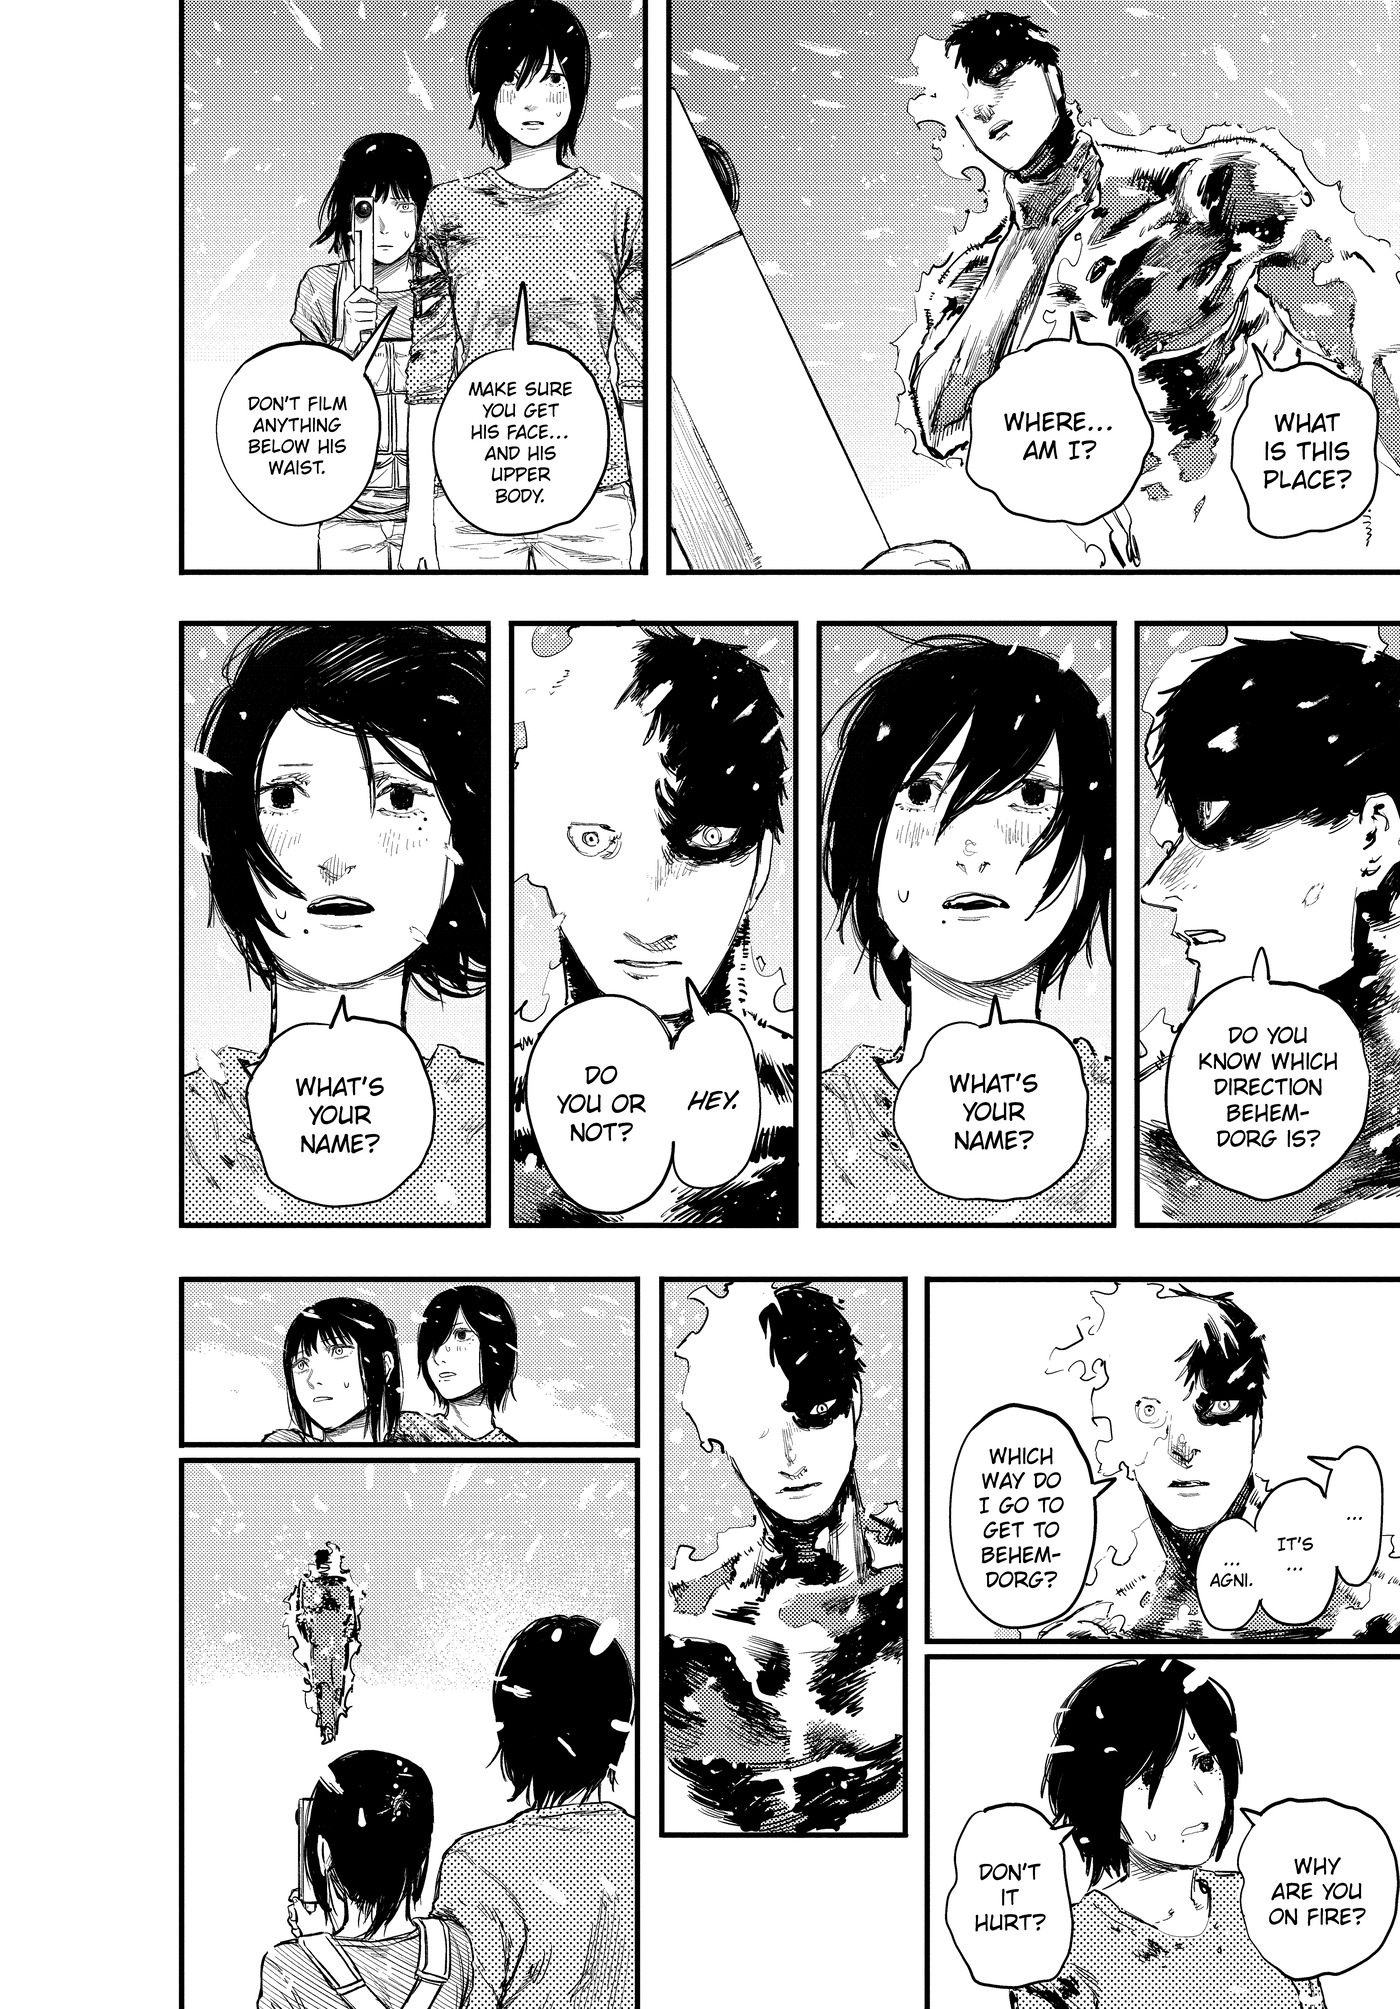 WHAT
IS THIS
PLACE?
WHERE...
AM I?
MAKE SURE
YOU GET
HIS FACE...
AND HIS
UPPER
BODY.
DON'T FILM
ANYTHING
BELOW HIS
WAIST.
DO YOU
KNOW WHICH
DIRECTION
BEHEM-
DORG IS?
WHAT'S
YOUR
NAME?
HEY.
DO
YOU OR
NOT?
WHAT'S
YOUR
NAME?
...
IT'S
...
...
AGNI.
WHICH
WAY DO
I GO TO
GET TO
BEHEM-
DORG?
WHY
ARE YOU
ON FIRE?
DON'T
IT
HURT?